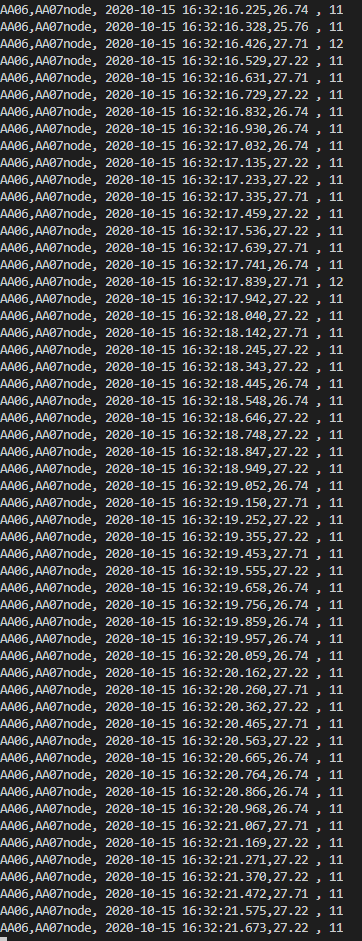 AA06,AA07node, 2020-10-15 16:32:16.225,26.74 , 11
AA06,AA07node, 2020-10-15 16:32:16.328,25.76 , 11
AA06,AA07node, 2020-10-15 16:32:16.426,27.71 , 12
AA06,AA07node, 2020-10-15 16:32:16.529,27.22 , 11
AA06,AA07node, 2020-10-15 16:32:16.631,27.71 , 11
AA06,AA07node, 2020-10-15 16:32:16.729,27.22 , 11
AA06,AA07node, 2020-10-15 16:32:16.832,26.74 , 11
AA06,AA07node, 2020-10-15 16:32:16.930,26.74 , 11
AA06,AA07node, 2020-10-15 16:32:17.032,26.74 , 11
AA06,AA07node, 2020-10-15 16:32:17.135,27.22 , 11
AA06,AA07node, 2020-10-15 16:32:17.233,27.22 , 11
AA06,AA07node, 2020-10-15 16:32:17.335,27.71 , 11
AA06,AA07node, 2020-10-15 16:32:17.459,27.22 , 11
AA06,AA07node, 2020-10-15 16:32:17.536,27.22 , 11
AA06,AA07node, 2020-10-15 16:32:17.639,27.71 , 11
AA06,AA07node, 2020-10-15 16:32:17.741,26.74 , 11
AA06,AA07node, 2020-10-15 16:32:17.839,27.71 , 12
AA06,AA07node, 2020-10-15 16:32:17.942,27.22 , 11
AA06,AA07node, 2020-10-15 16:32:18.040,27.22 , 11
AA06,AA07node, 2020-10-15 16:32:18.142,27.71 , 11
AA06,AA07node, 2020-10-15 16:32:18.245,27.22 , 11
AA06,AA07node, 2020-10-15 16:32:18.343,27.22 , 11
AA06,AA07node, 2020-10-15 16:32:18.445,26.74 , 11
AA06,AA07node, 2020-10-15 16:32:18.548,26.74 , 11
AA06,AA07node, 2020-10-15 16:32:18.646,27.22 , 11
AA06,AA07node, 2020-10-15 16:32:18.748,27.22 , 11
AA06,AA07node, 2020-10-15 16:32:18.847,27.22 , 11
AA06,AA07node, 2020-10-15 16:32:18.949,27.22 , 11
AA06,AA07node, 2020-10-15 16:32:19.052,26.74 , 11
AA06,AA07node, 2020-10-15 16:32:19.150,27.71 , 11
AA06,AA07node, 2020-10-15 16:32:19.252,27.22 , 11
AA06,AA07node, 2020-10-15 16:32:19.355,27.22 , 11
AA06,AA07node, 2020-10-15 16:32:19.453,27.71 , 11
AA06,AA07node, 2020-10-15 16:32:19.555,27.22 , 11
AA06,AA07node, 2020-10-15 16:32:19.658,26.74 , 11
AA06,AA07node, 2020-10-15 16:32:19.756,26.74 , 11
AA06,AA07node, 2020-10-15 16:32:19.859,26.74 , 11
AA06,AA07node, 2020-10-15 16:32:19.957,26.74 , 11
AA06,AA07node, 2020-10-15 16:32:20.059,26.74 , 11
AA06,AA07node, 2020-10-15 16:32:20.162,27.22 , 11
AA06,AA07node, 2020-10-15 16:32:20.260,27.71 , 11
AA06,AA07node, 2020-10-15 16:32:20.362,27.22 , 11
AA06,AA07node, 2020-10-15 16:32:20.465,27.71 , 11
AA06,AA07node, 2020-10-15 16:32:20.563,27.22 , 11
AA06,AA07node, 2020-10-15 16:32:20.665,26.74 , 11
AA06,AA07node, 2020-10-15 16:32:20.764,26.74 , 11
AA06,AA07node, 2020-10-15 16:32:20.866,26.74 , 11
AA06,AA07node, 2020-10-15 16:32:20.968,26.74 , 11
AA06,AA07node, 2020-10-15 16:32:21.067,27.71 , 11
AA06,AA07node, 2020-10-15 16:32:21.169,27.22 , 11
AA06,AA07node, 2020-10-15 16:32:21.271,27.22 , 11
AA06,AA07node, 2020-10-15 16:32:21.370,27.22 , 11
AA06,AA07node, 2020-10-15 16:32:21.472,27.71 , 11
AA06,AA07node, 2020-10-15 16:32:21.575,27.22 , 11
AA06,AA07node, 2020-10-15 16:32:21.673,27.22 , 11